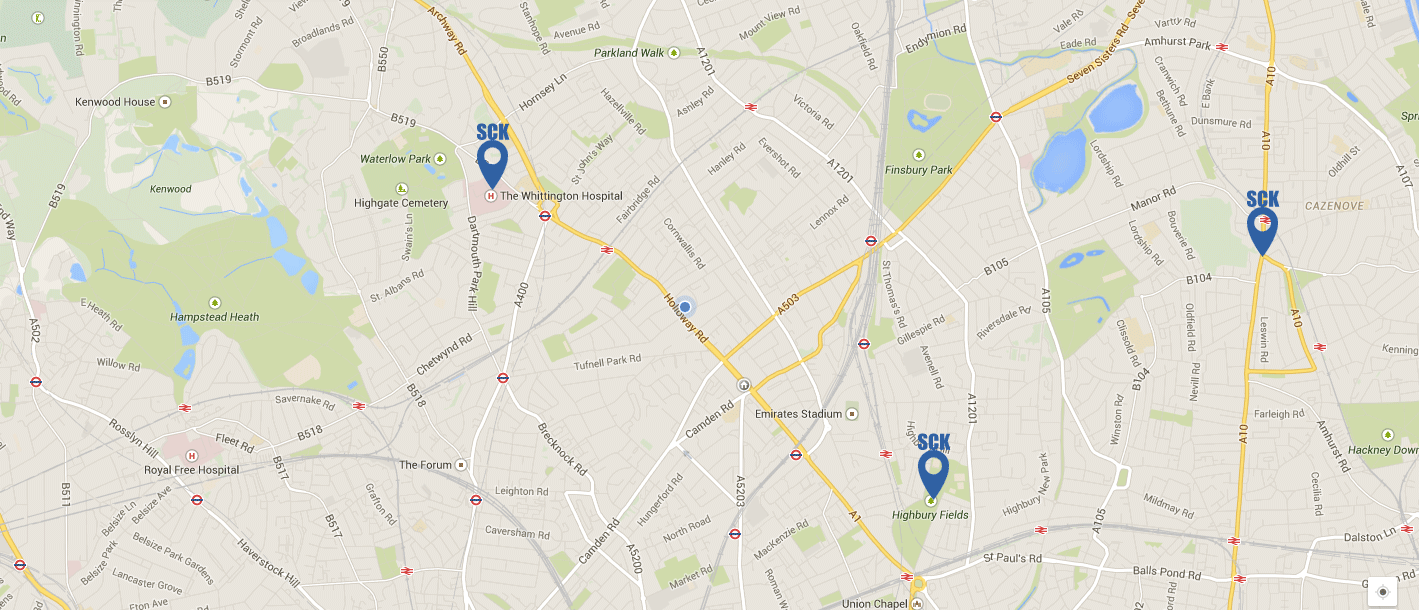 Archway Rd
Stanhope Rd
Avenue Rd
Mount View Rd
Oakfield Rd
Endymion Rd
Vale Rd
Vartry Rd
Eade Rd
Amhurst Park
Seven Sisters Rd
Stormont Rd
Broadlands Rd
B550
Parkland Walk
A1201
A10
B519
Kenwood House
Hornsey Ln
Hazellville Rd
Ashley Rd
Victoria Rd
Cranwich Rd
Bethune Rd
E Bank
Dunsmure Rd
B519
SCK
Waterlow Park
St John's Way
Hanley Rd
Evershot Rd
A1201
Finsbury Park
Lordship Rd
A10
Oldhill St
A107
Kenwood
B519
Highgate Cemetery
The Whittington Hospital
Fairbridge Rd
Lennox Rd
Manor Rd
SCK
CAZENOVE
Swain's Ln
Dartmouth Park Hill
Cornwallis Rd
Lordship Rd
Bouverie Rd
St. Albans Rd
A400
St Thomas's Rd
B105
B104
E Heath Rd
Hampstead Heath
Holloway Rd
A503
A105
A502
Gillespie Rd
Riversdale Rd
Clissold Rd
Oldfield Rd
Leswin Rd
A10
Willow Rd
Chetwynd Rd
Tufnell Park Rd
Avenell Rd
B104
Nevill Rd
Kenning
Savernake Rd
B518
Camden Rd
Emirates Stadium
A1201
Winston Rd
Farleigh Rd
Rosslyn Hill
Fleet Rd
B518
Brecknock Rd
SCK
A10
Amhurst Rd
Hackney Down
Royal Free Hospital
B517
The Forum
B511
Grafton Rd
Leighton Rd
Hungerford Rd
A5203
Highbury Fields
Highbury New Park
Mildmay Rd
Cecilia Rd
Belsize Ln
Belsize Ave
B517
Caversham Rd
North Road
A1
A105
Belsize Park
Belsize Park Gardens
Haverstock Hill
Camden Rd
A5200
MacKenzie Rd
St Paul's Rd
Dalston Ln
Lancaster Grove
Market Rd
Balls Pond Rd
Eton Ave
Union Chapel